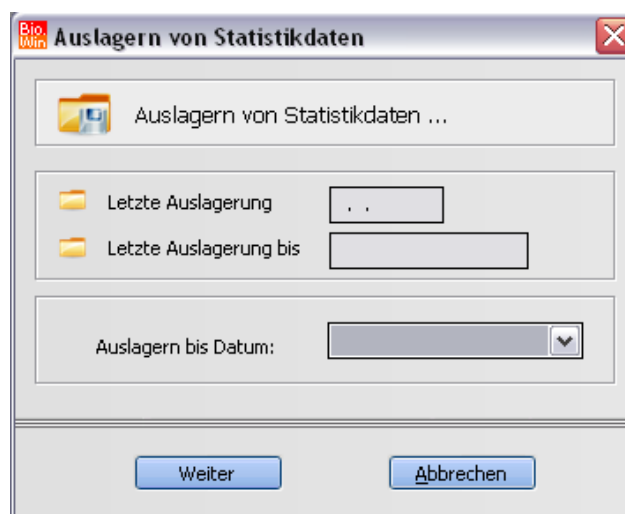 Bio.
Win
Auslagern von Statistikdaten
Auslagern von Statistikdaten ...
Letzte Auslagerung
. .
Letzte Auslagerung bis
Auslagern bis Datum:
Weiter
Abbrechen